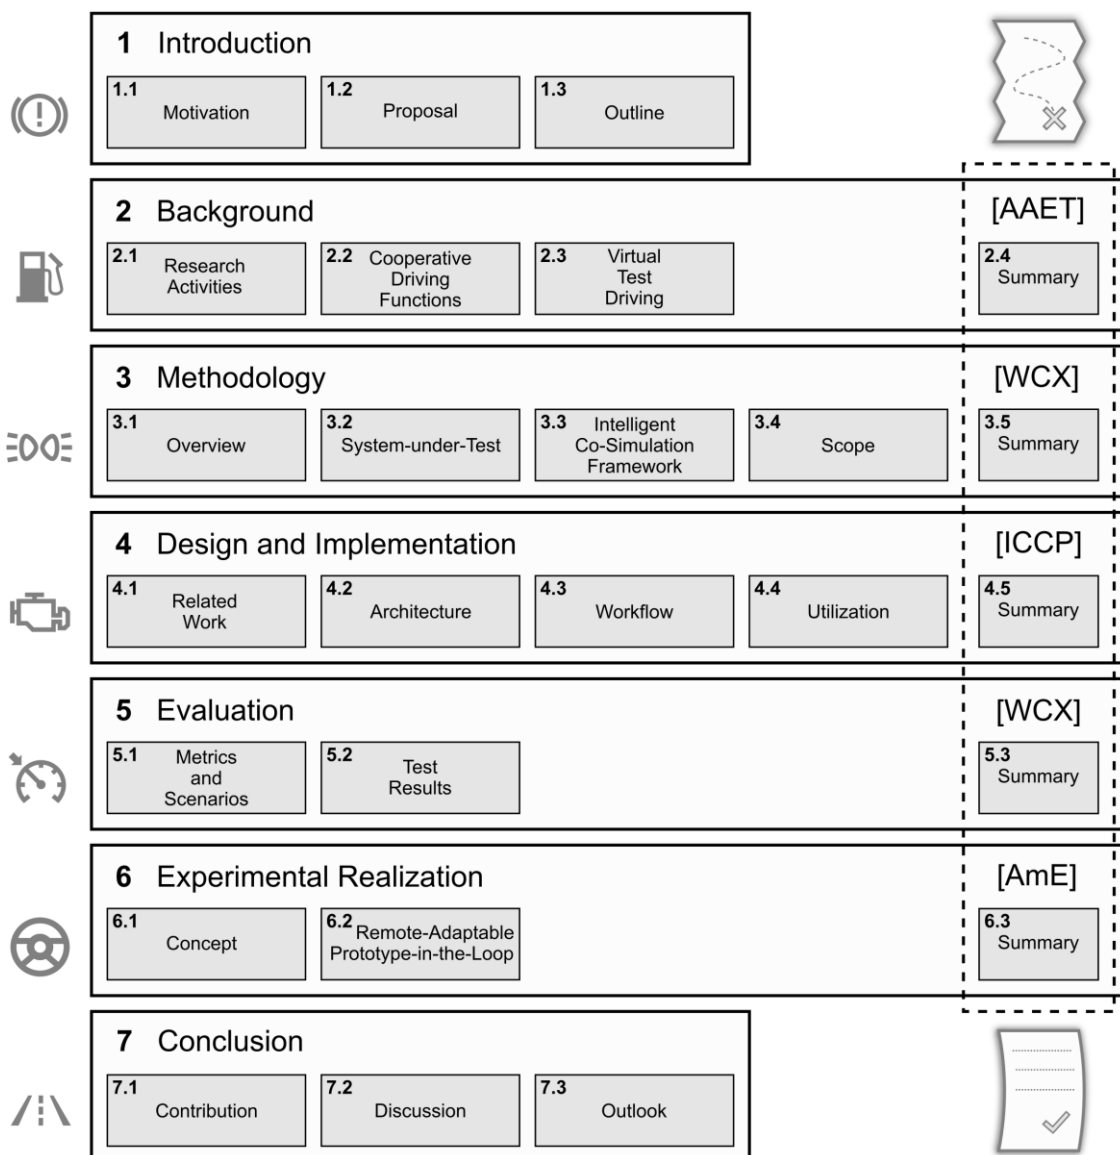 1 Introduction
1.1
Motivation
1.2
Proposal
1.3
Outline
2 Background
[AAET]
2.1
Research
Activities
2.2
Cooperative
Driving
Functions
2.3
Virtual
Test
Driving
2.4
Summary
3 Methodology
[WCX]
3.1
Overview
3.2
System-under-Test
3.3
Intelligent
Co-Simulation
Framework
3.4
Scope
3.5
Summary
4 Design and Implementation
[ICCP]
4.1
Related
Work
4.2
Architecture
4.3
Workflow
4.4
Utilization
4.5
Summary
5 Evaluation
[WCX]
5.1
Metrics
and
Scenarios
5.2
Test
Results
5.3
Summary
6 Experimental Realization
[AmE]
6.1
Concept
6.2
Remote-Adaptable
Prototype-in-the-Loop
6.3
Summary
7 Conclusion
7.1
Contribution
7.2
Discussion
7.3
Outlook